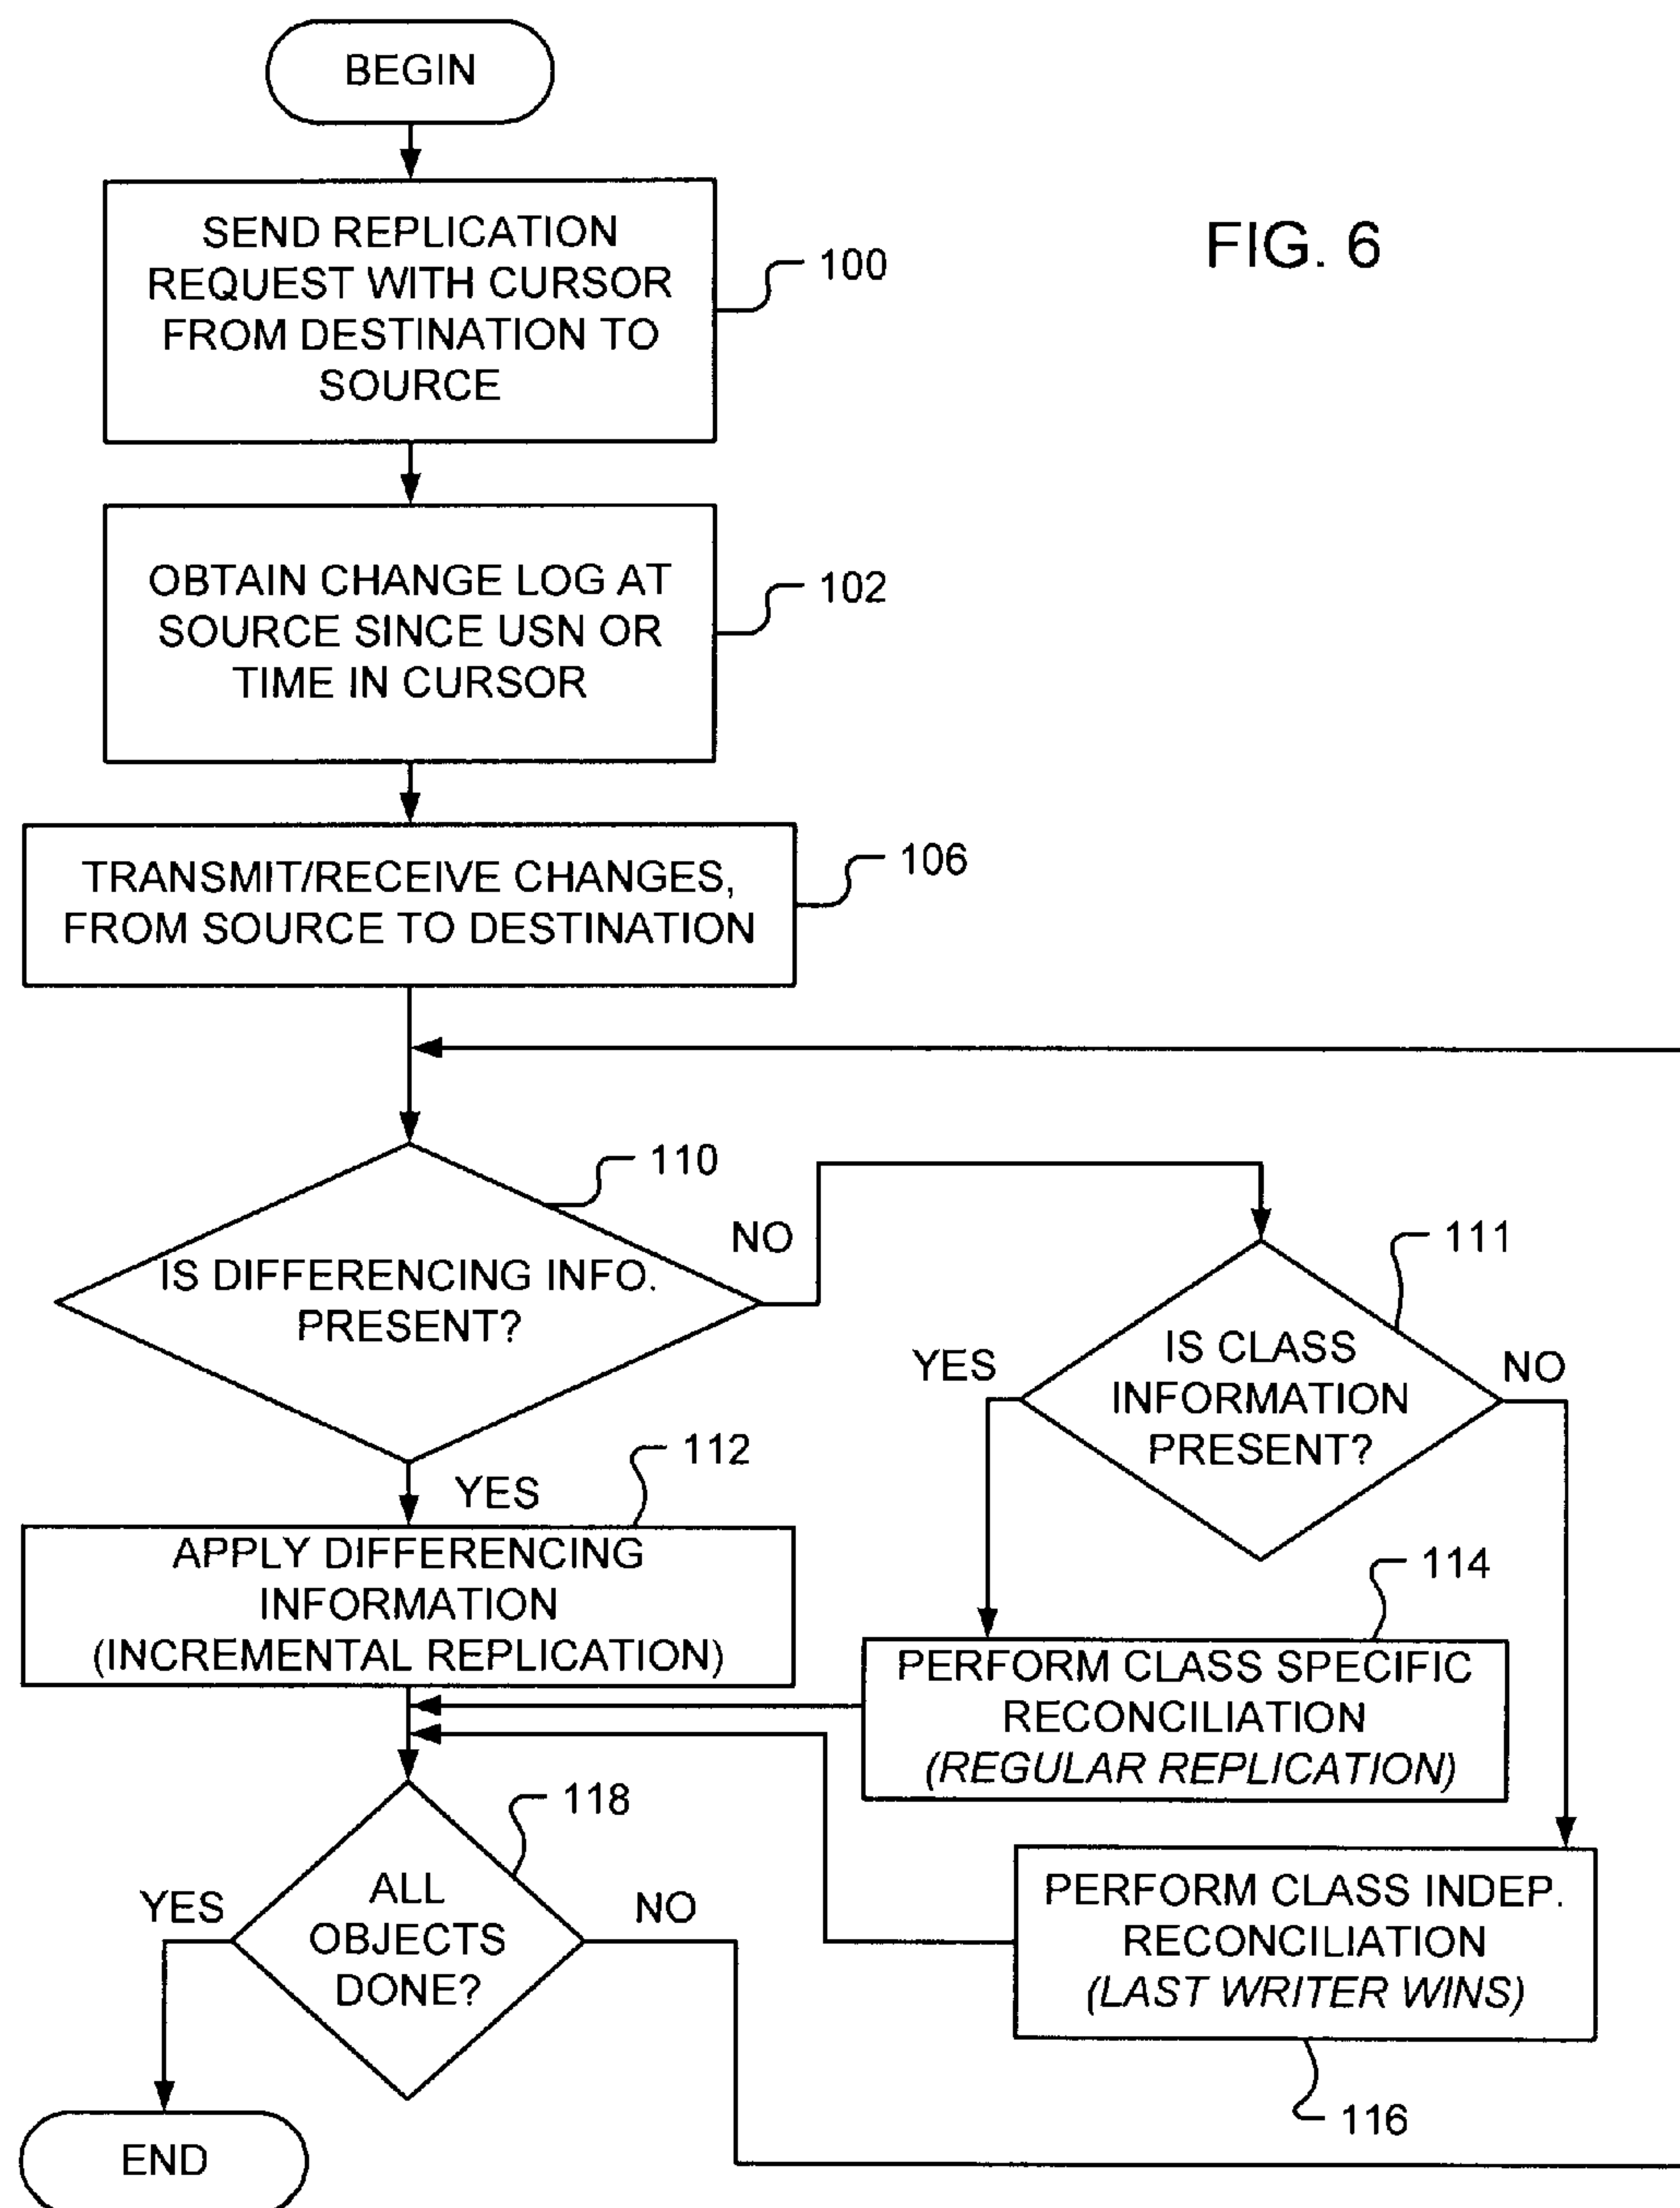 BEGIN
SEND REPLICATION
REQUEST WITH CURSOR
FROM DESTINATION TO
SOURCE
100
FIG. 6
OBTAIN CHANGE LOG AT
SOURCE SINCE USN OR
TIME IN CURSOR
102
TRANSMIT/RECEIVE CHANGES,
FROM SOURCE TO DESTINATION
106
IS DIFFERENCING INFO.
PRESENT?
110
NO
YES
111
IS CLASS
INFORMATION
PRESENT?
YES
NO
112
APPLY DIFFERENCING
INFORMATION
(INCREMENTAL REPLICATION)
114
PERFORM CLASS SPECIFIC
RECONCILIATION
(REGULAR REPLICATION)
118
ALL
OBJECTS
DONE?
YES
NO
PERFORM CLASS INDEP.
RECONCILIATION
(LAST WRITER WINS)
116
END